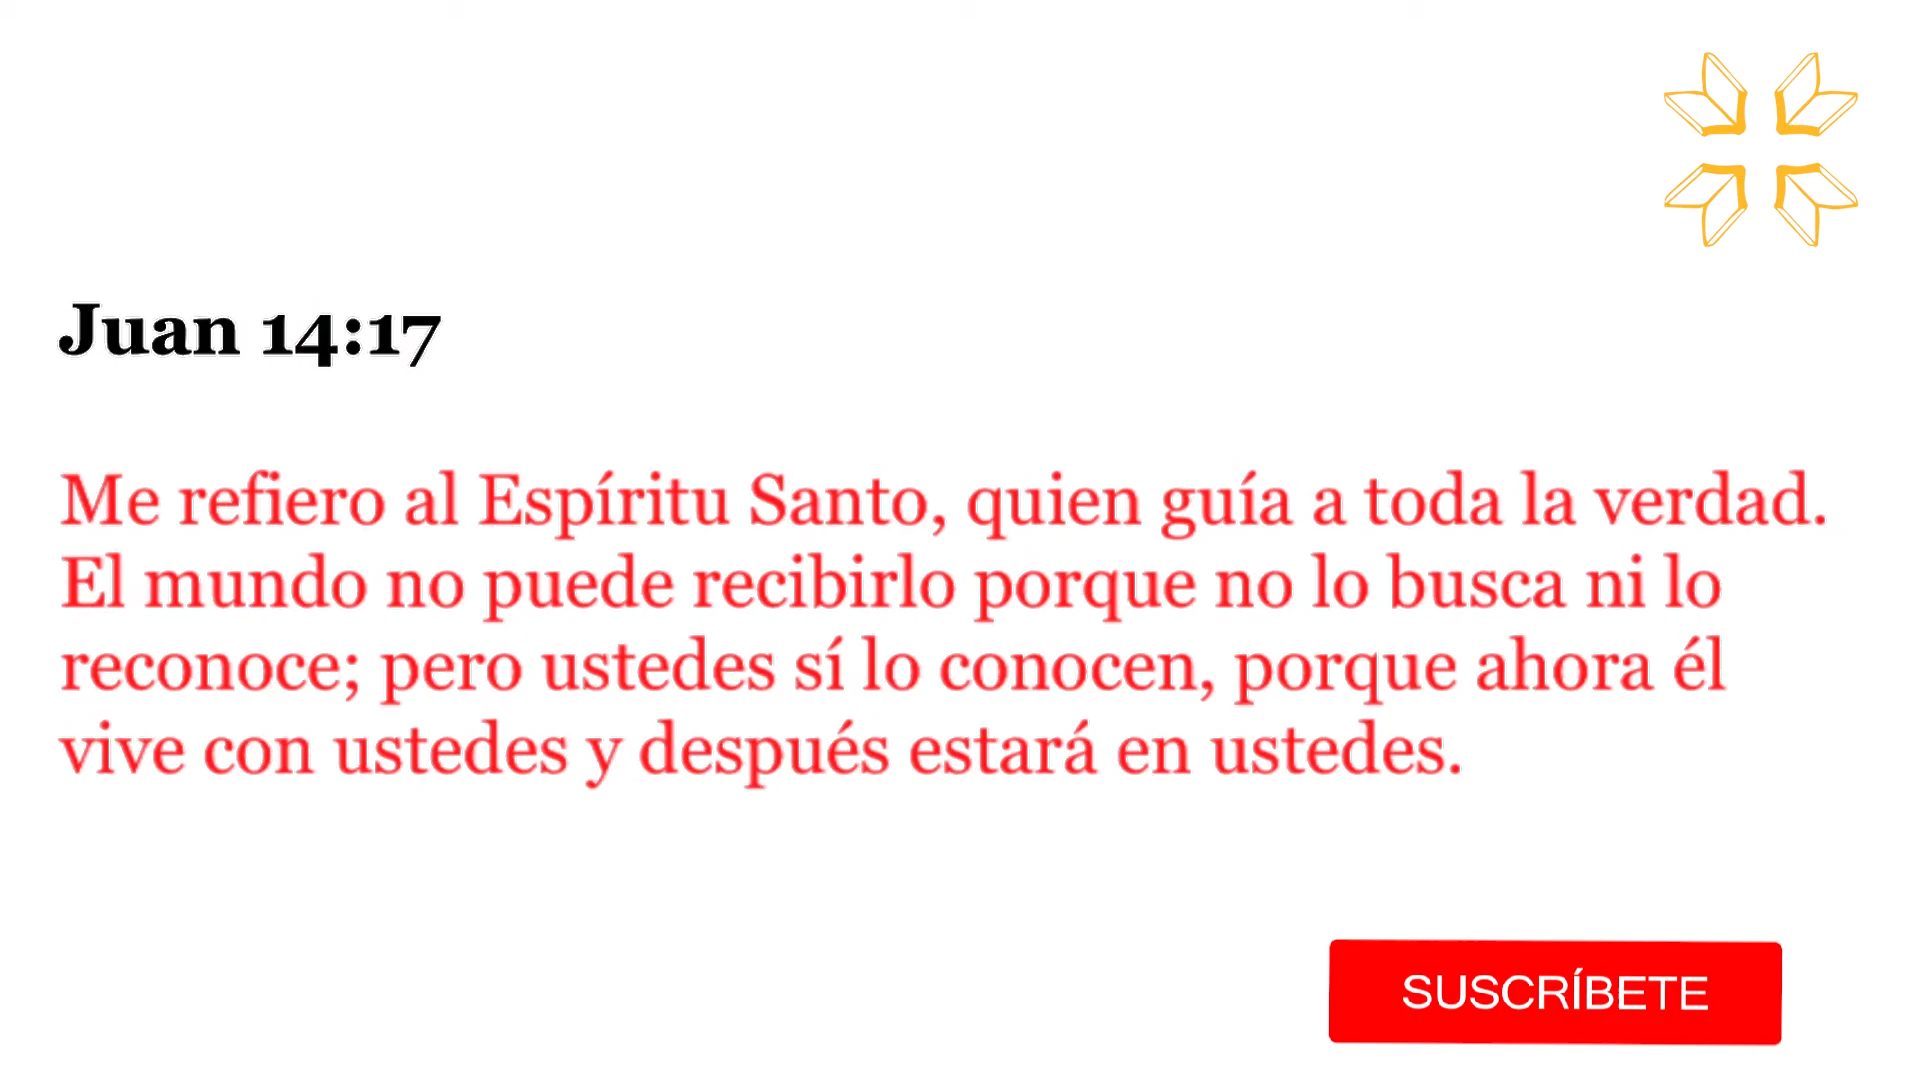 Juan 14:17
Me refiero al Espíritu Santo, quien guía a toda la verdad.
El mundo no puede recibirlo porque no lo busca ni lo
reconoce; pero ustedes sí lo conocen, porque ahora él
vive con ustedes y después estará en ustedes.
SUSCRÍBETE